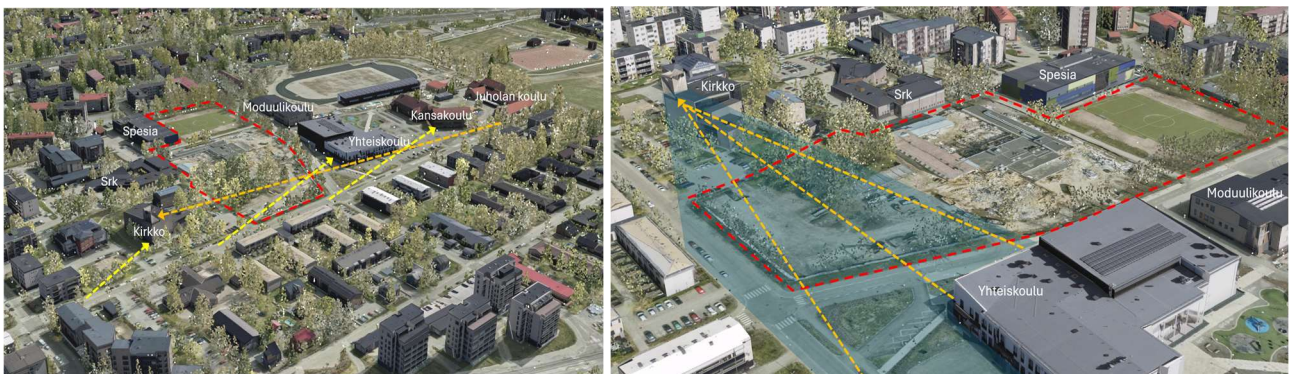 Moduulikoulu
Juholan koulu
Kansakoulu
Spesia
Yhteiskoulu
Srk
Kirkko
Spesia
Kirkko
Srk
Moduulikoulu
Yhteiskoulu